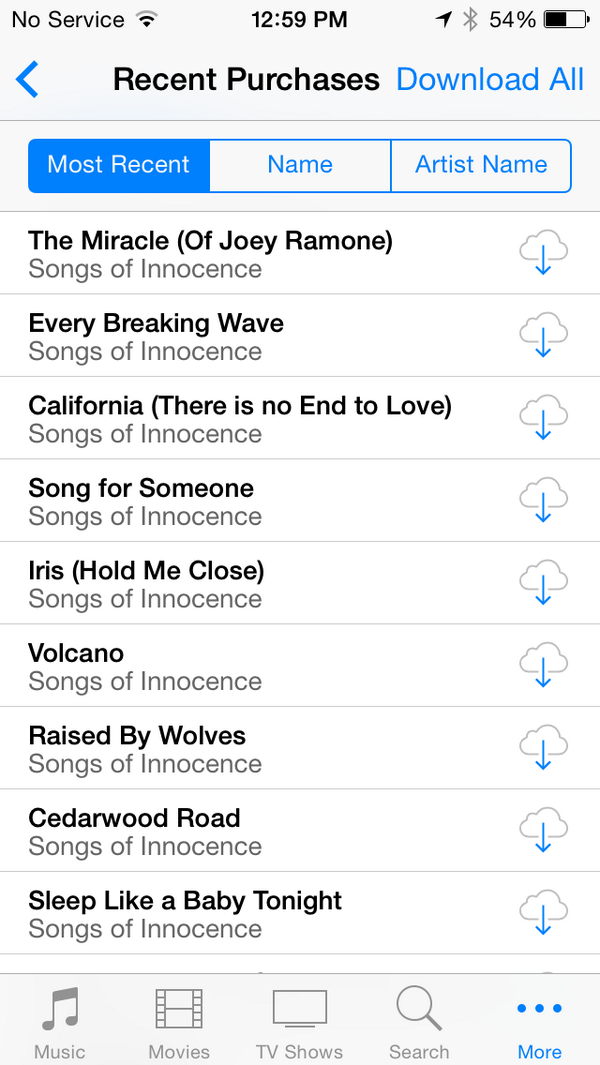 No Service 12:59 PM 54%
Recent Purchases Download All
Most Recent Name Artist Name
The Miracle (Of Joey Ramone)
Songs of Innocence
Every Breaking Wave
Songs of Innocence
California (There is no End to Love)
Songs of Innocence
Song for Someone
Songs of Innocence
Iris (Hold Me Close)
Songs of Innocence
Volcano
Songs of Innocence
Raised By Wolves
Songs of Innocence
Cedarwood Road
Songs of Innocence
Sleep Like a Baby Tonight
Songs of Innocence
Music Movies TV Shows Search More